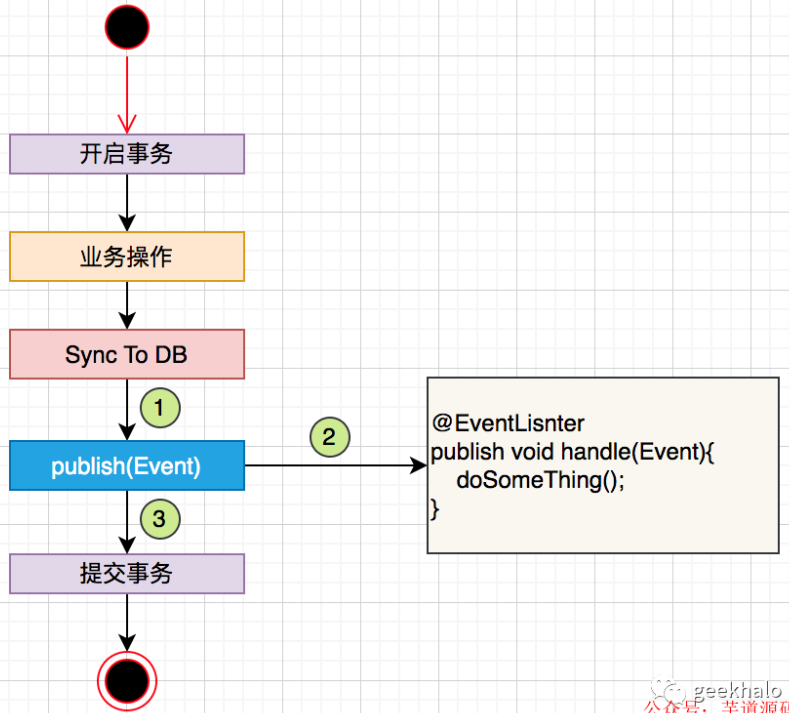 开启事务
业务操作
Sync To DB
1
publish(Event)
2
@EventLisnter
publish void handle(Event){
doSomeThing();
}
3
提交事务
geekhalo
公众号：芋道源码